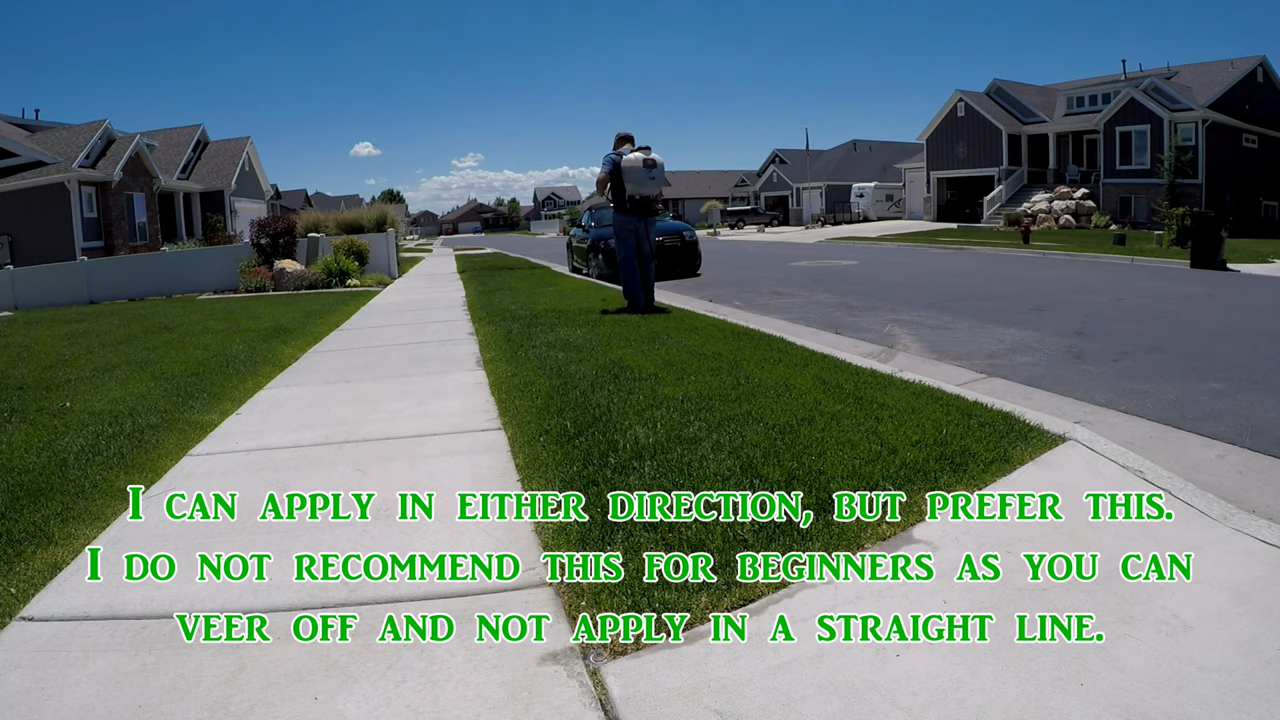 I can apply in either direction, but prefer this.
I do not recommend this for beginners as you can
veer off and not apply in a straight line.